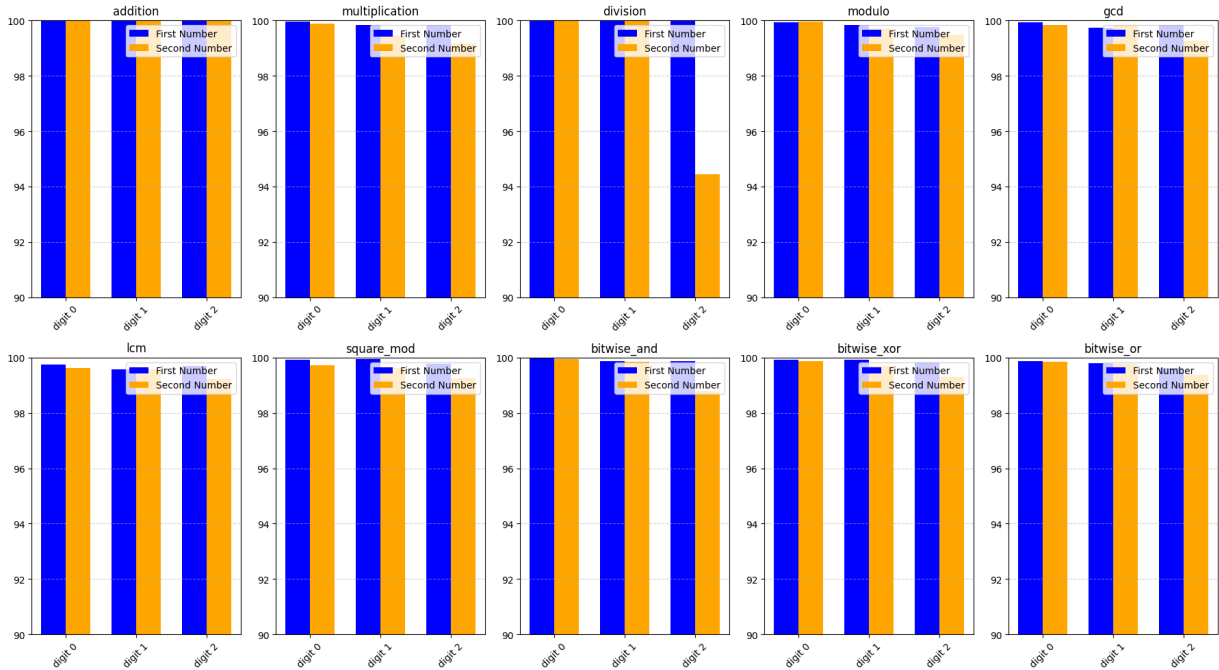 addition
100
98
96
94
92
90
digit 0
digit 1
digit 2
First Number
Second Number
multiplication
100
98
96
94
92
90
digit 0
digit 1
digit 2
First Number
Second Number
division
100
98
96
94
92
90
digit 0
digit 1
digit 2
First Number
Second Number
modulo
100
98
96
94
92
90
digit 0
digit 1
digit 2
First Number
Second Number
gcd
100
98
96
94
92
90
digit 0
digit 1
digit 2
First Number
Second Number
lcm
100
98
96
94
92
90
digit 0
digit 1
digit 2
First Number
Second Number
square_mod
100
98
96
94
92
90
digit 0
digit 1
digit 2
First Number
Second Number
bitwise_and
100
98
96
94
92
90
digit 0
digit 1
digit 2
First Number
Second Number
bitwise_xor
100
98
96
94
92
90
digit 0
digit 1
digit 2
First Number
Second Number
bitwise_or
100
98
96
94
92
90
digit 0
digit 1
digit 2
First Number
Second Number